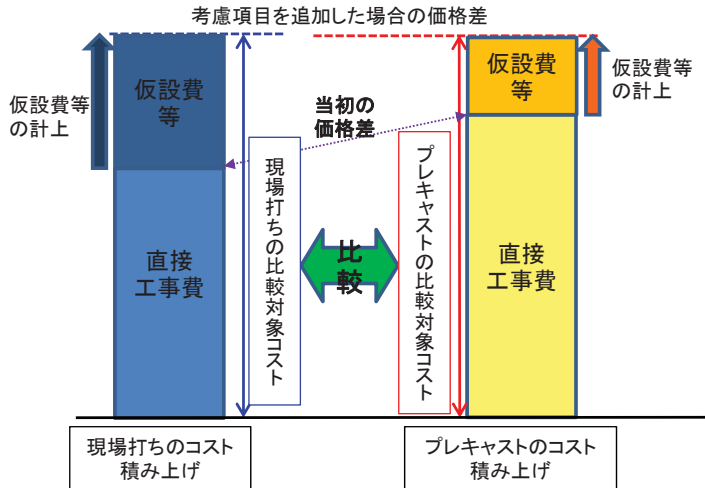 考慮項目を追加した場合の価格差
仮設費等
の計上
仮設費
等
直接
工事費
当初の
価格差
現場打ちの比較対象コスト
比較
プレキャストの比較対象コスト
仮設費
等
直接
工事費
仮設費等
の計上
現場打ちのコスト
積み上げ
プレキャストのコスト
積み上げ